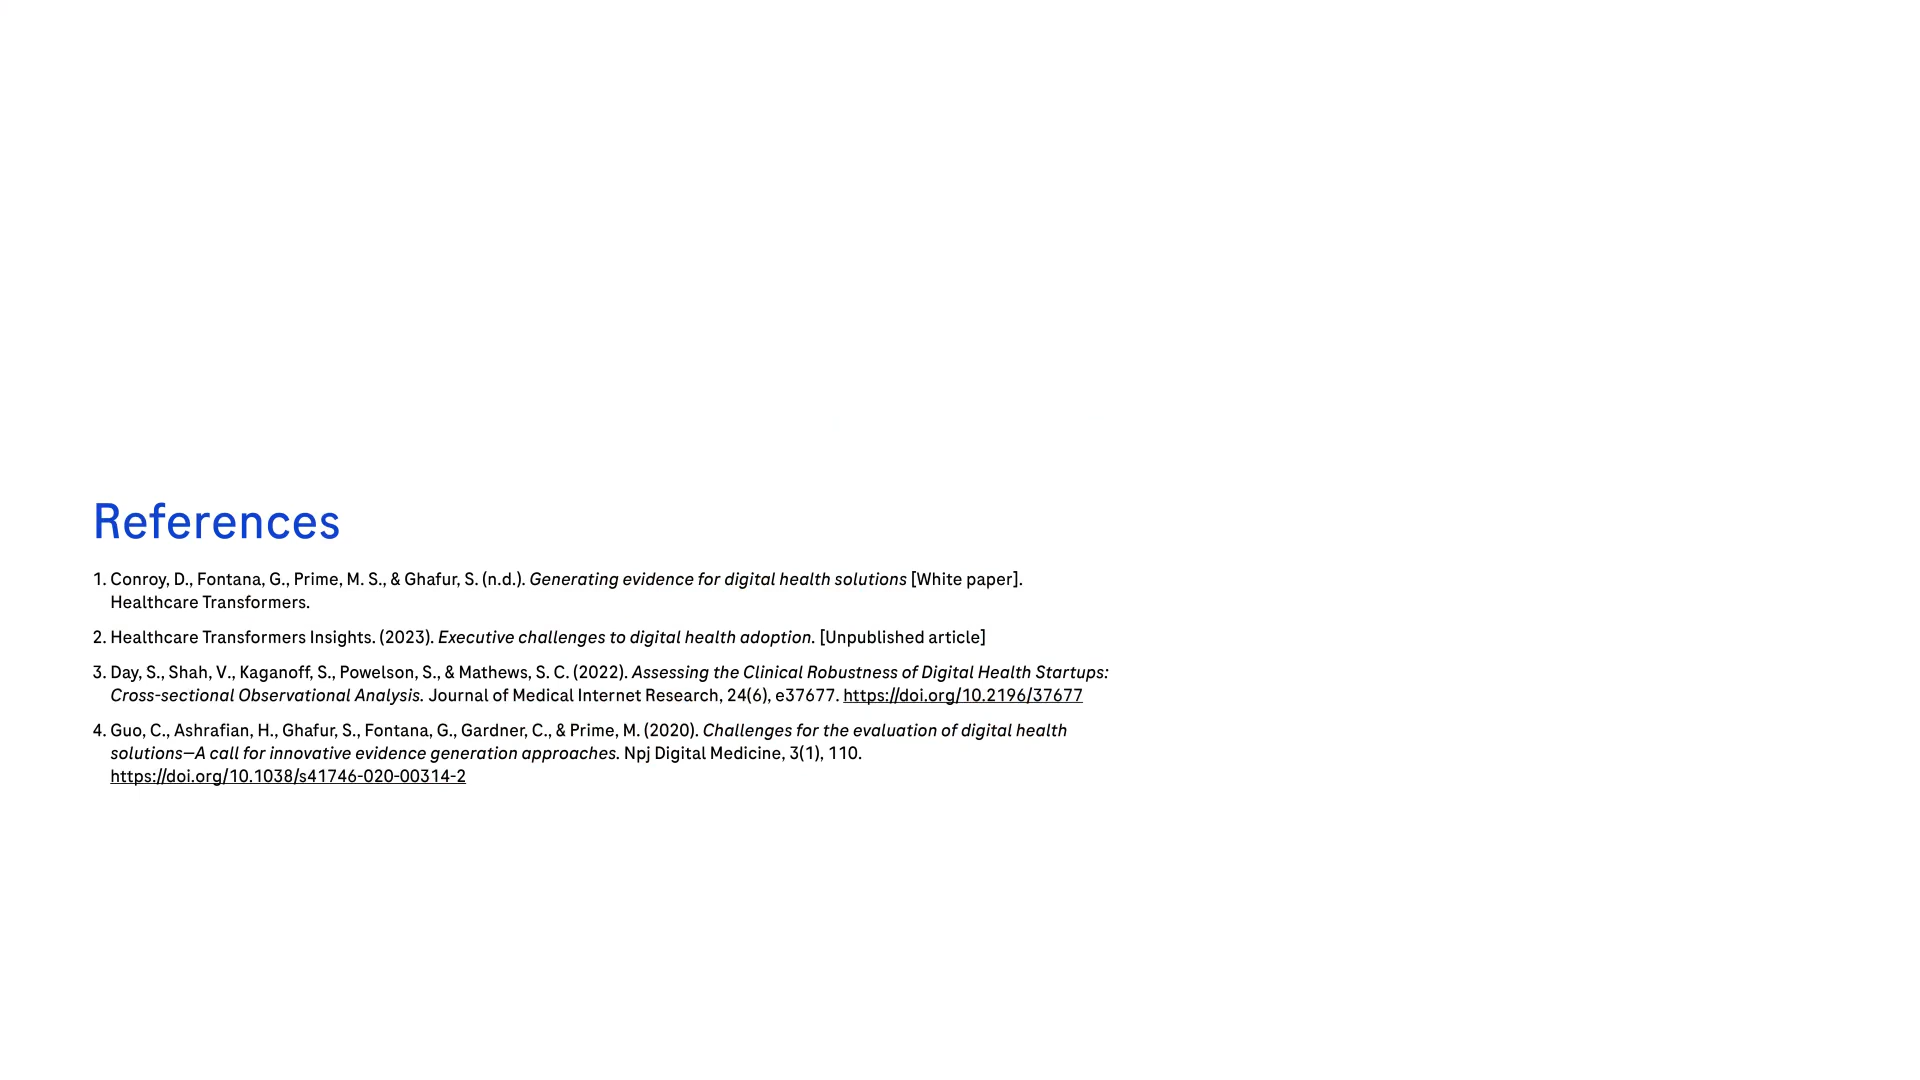 References
1. Conroy, D., Fontana, G., Prime, M. S., & Ghafur, S. (n.d.). Generating evidence for digital health solutions [White paper].
Healthcare Transformers.
2. Healthcare Transformers Insights. (2023). Executive challenges to digital health adoption. [Unpublished article]
3. Day, S., Shah, V., Kaganoff, S., Powelson, S., & Mathews, S. C. (2022). Assessing the Clinical Robustness of Digital Health Startups:
Cross-sectional Observational Analysis. Journal of Medical Internet Research, 24(6), e37677. https://doi.org/10.2196/37677
4. Guo, C., Ashrafian, H., Ghafur, S., Fontana, G., Gardner, C., & Prime, M. (2020). Challenges for the evaluation of digital health
solutions—A call for innovative evidence generation approaches. Npj Digital Medicine, 3(1), 110.
https://doi.org/10.1038/s41746-020-00314-2